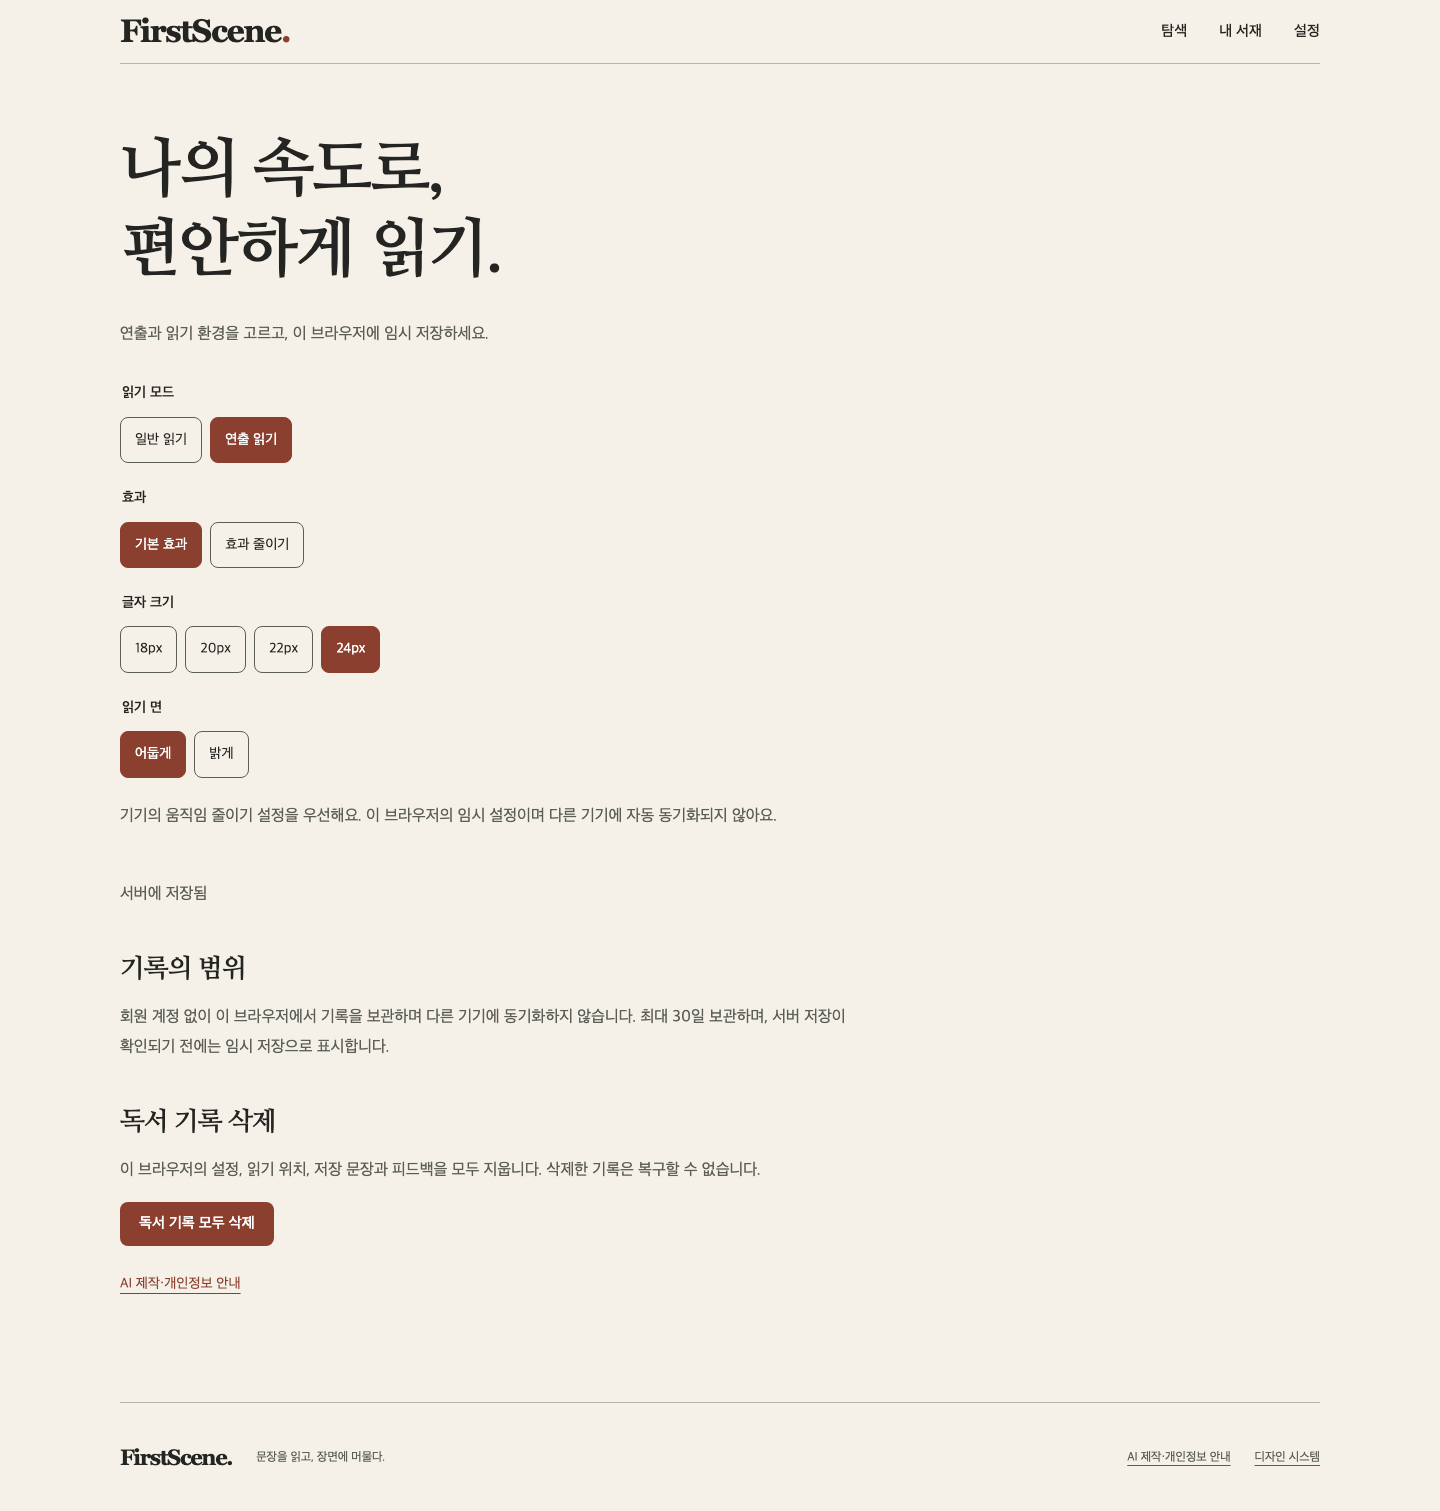 FirstScene.
탐색 내 서재 설정
나의 속도로,
편안하게 읽기.
연출과 읽기 환경을 고르고, 이 브라우저에 임시 저장하세요.
읽기 모드
일반 읽기 연출 읽기
효과
기본 효과 효과 줄이기
글자 크기
18px 20px 22px 24px
읽기 면
어둡게 밝게
기기의 움직임 줄이기 설정을 우선해요. 이 브라우저의 임시 설정이며 다른 기기에 자동 동기화되지 않아요.
서버에 저장됨
기록의 범위
회원 계정 없이 이 브라우저에서 기록을 보관하며 다른 기기에 동기화하지 않습니다. 최대 30일 보관하며, 서버 저장이
확인되기 전에는 임시 저장으로 표시합니다.
독서 기록 삭제
이 브라우저의 설정, 읽기 위치, 저장 문장과 피드백을 모두 지웁니다. 삭제한 기록은 복구할 수 없습니다.
독서 기록 모두 삭제
AI 제작·개인정보 안내
FirstScene. 문장을 읽고, 장면에 머물다. AI 제작·개인정보 안내 디자인 시스템